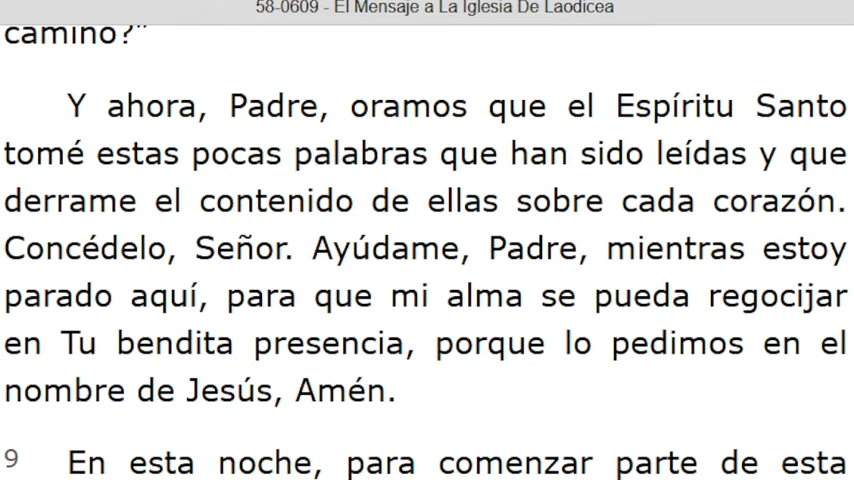 58-0609 - El Mensaje a La Iglesia De Laodicea
camino?"
Y ahora, Padre, oramos que el Espíritu Santo
tomé estas pocas palabras que han sido leídas y que
derrame el contenido de ellas sobre cada corazón.
Concédelo, Señor. Ayúdame, Padre, mientras estoy
parado aquí, para que mi alma se pueda regocijar
en Tu bendita presencia, porque lo pedimos en el
nombre de Jesús, Amén.
9 En esta noche, para comenzar parte de esta